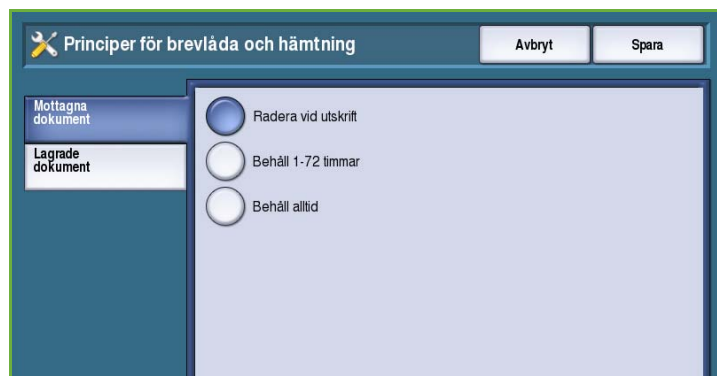 Principer för brevlåda och hämtning
Avbryt
Spara
Mottagna
dokument
Lagrade
dokument
Radera vid utskrift
Behåll 1-72 timmar
Behåll alltid